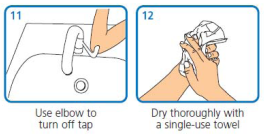 11
12
Use elbow to
turn off tap
Dry thoroughly with
a single-use towel